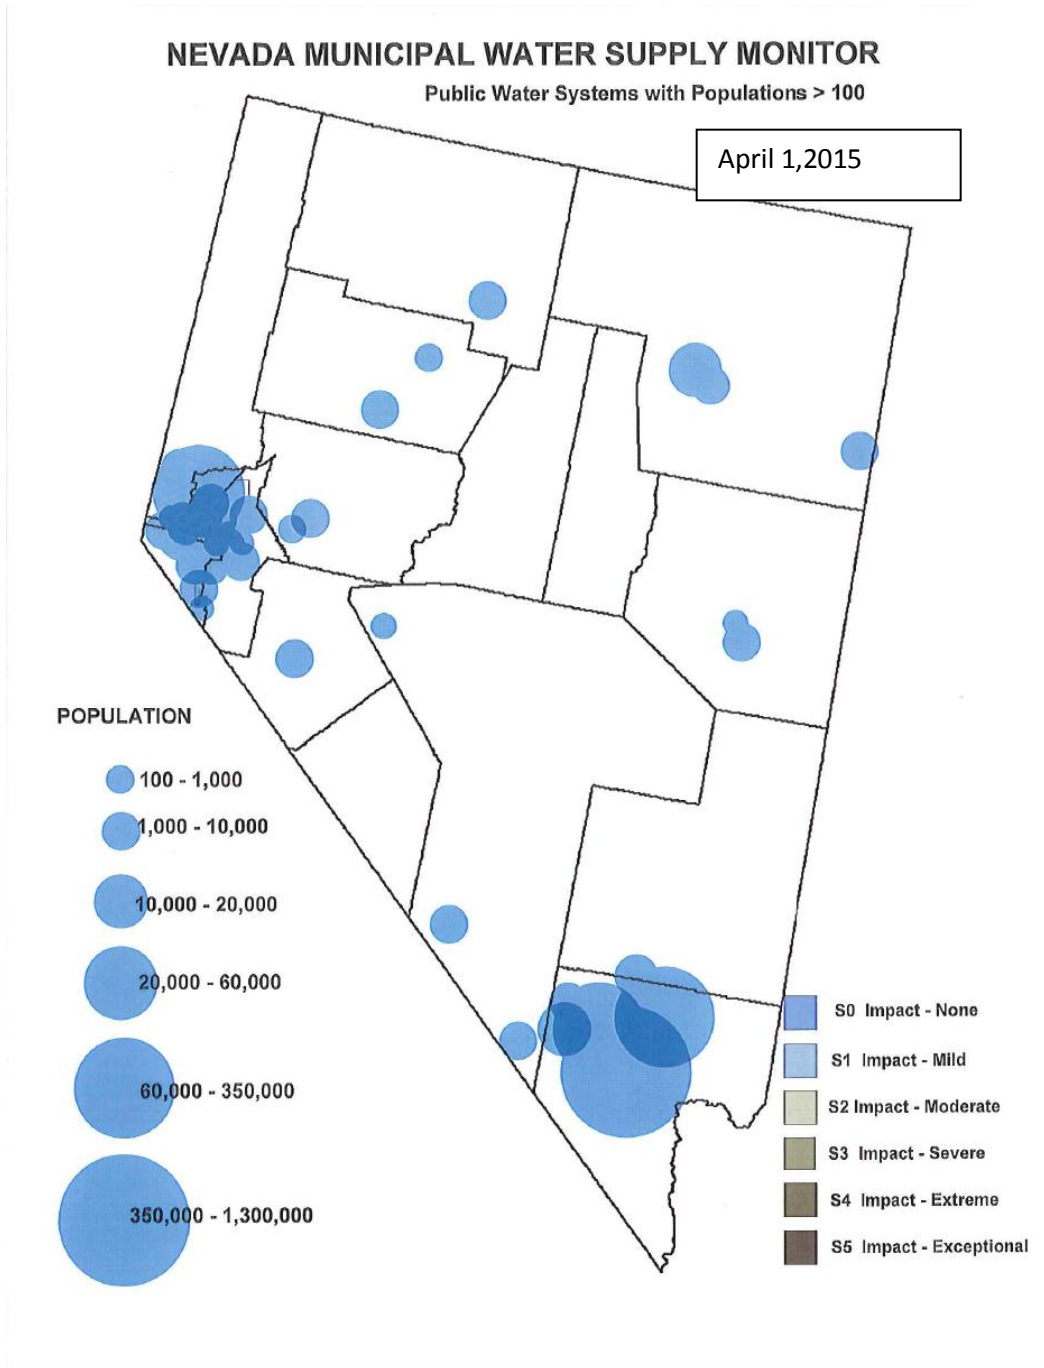 NEVADA MUNICIPAL WATER SUPPLY MONITOR
Public Water Systems with Populations > 100
April 1,2015
POPULATION
100 - 1,000
1,000 - 10,000
10,000 - 20,000
20,000 - 60,000
60,000 - 350,000
350,000 - 1,300,000
S0 Impact - None
S1 Impact - Mild
S2 Impact - Moderate
S3 Impact - Severe
S4 Impact - Extreme
S5 Impact - Exceptional